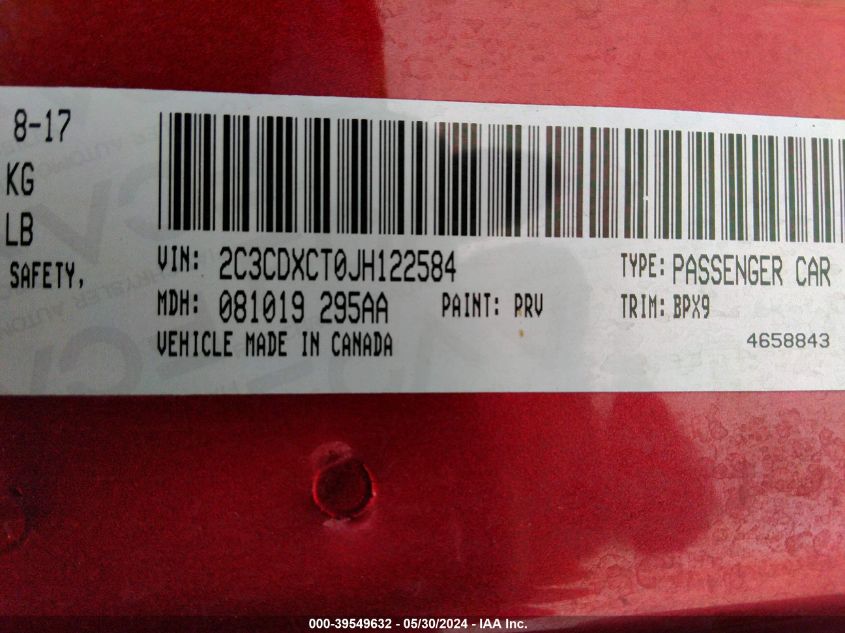 8-17
KG
LB
SAFETY,
VIN: 2C3CDXCT0JH122584 TYPE: PASSENGER CAR
MDH: 081019 295AA PAINT: PRV TRIM: BPX9
VEHICLE MADE IN CANADA 4658843
000-39549632 - 05/30/2024 - IAA Inc.